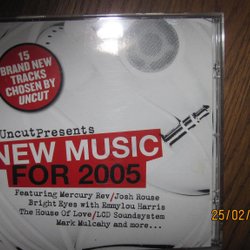 15
BRAND NEW
TRACKS
CHOSEN BY
UNCUT
UncutPresents
NEW MUSIC
FOR 2005
Featuring Mercury Rev/Josh Rouse
Bright Eyes with Emmylou Harris
The House Of Love/LCD Soundsystem
Mark Mulcahy and more...
25/02/